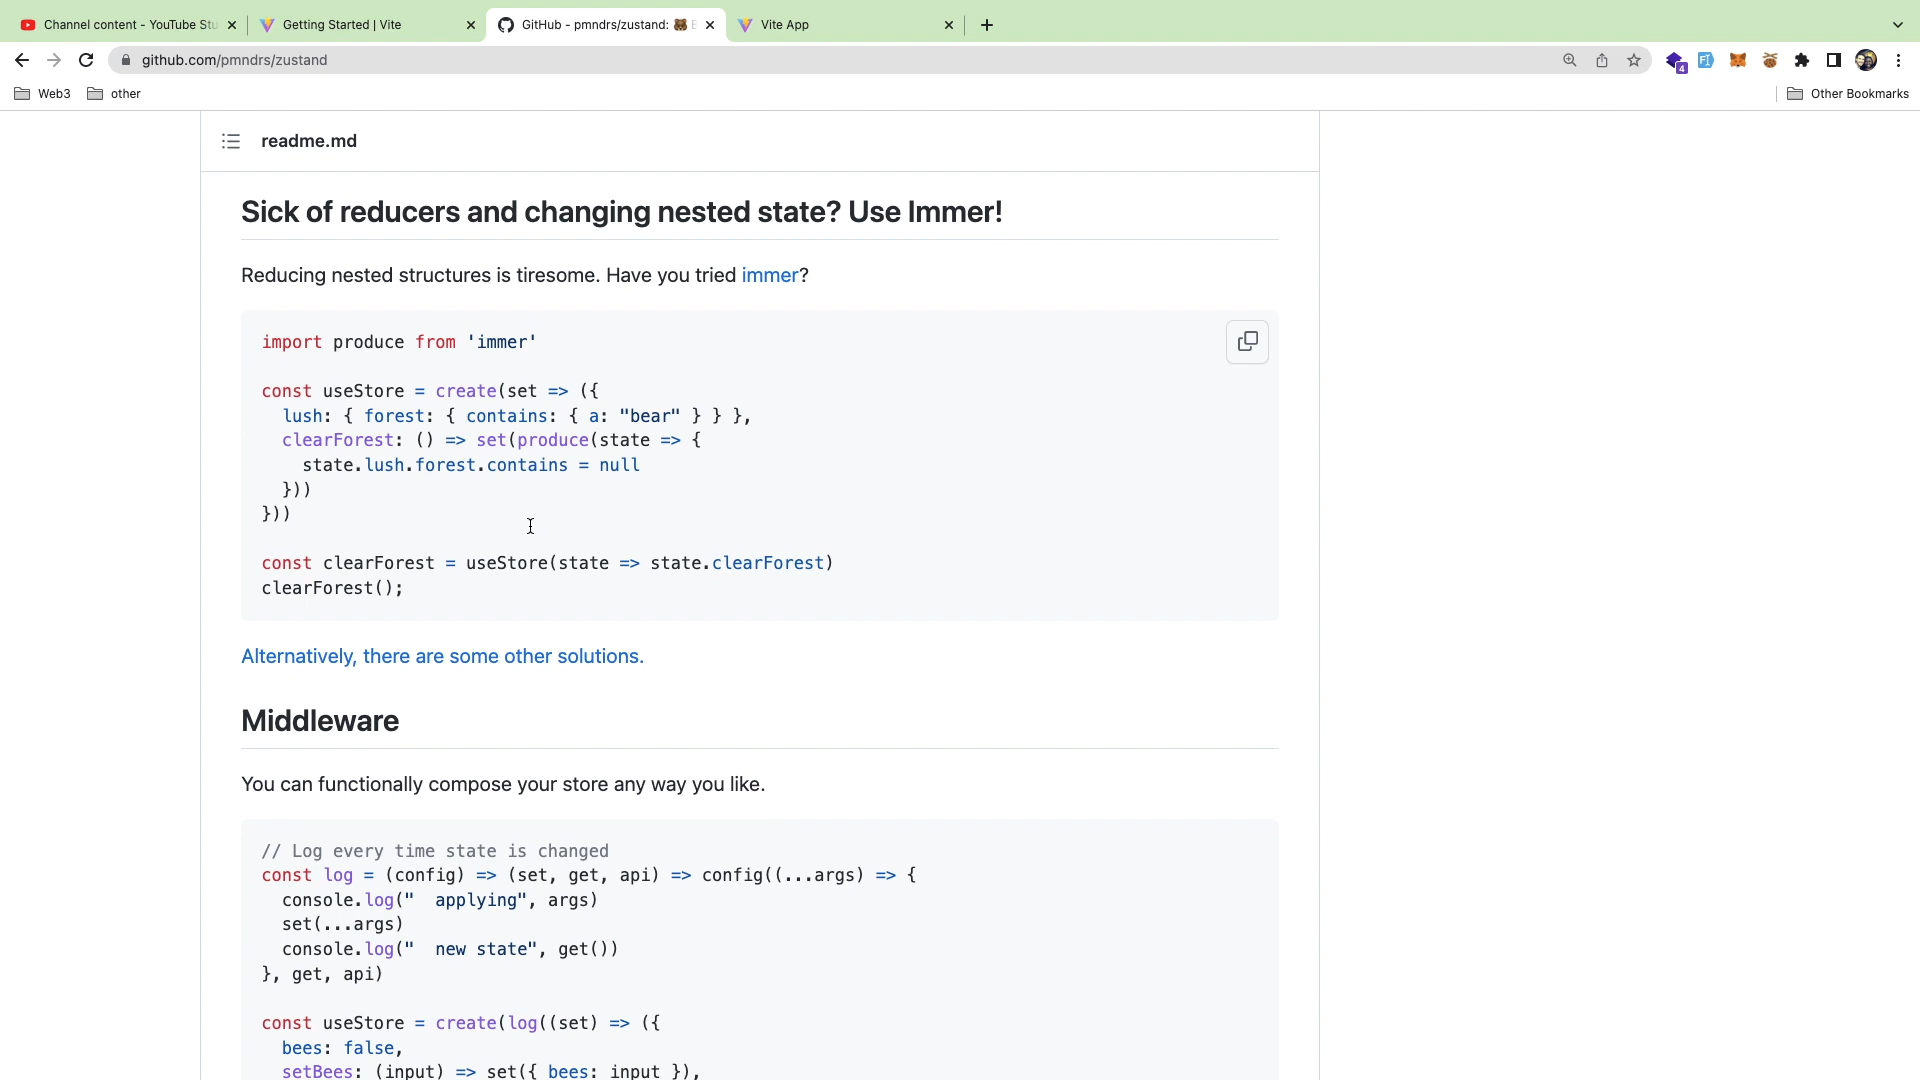 Channel content - YouTube Stu
Getting Started | Vite
GitHub - pmndrs/zustand: 🐻 B
Vite App
github.com/pmndrs/zustand
4
Web3
other
Other Bookmarks
readme.md
Sick of reducers and changing nested state? Use Immer!
Reducing nested structures is tiresome. Have you tried immer?
import produce from 'immer'
const useStore = create(set => ({
  lush: { forest: { contains: { a: "bear" } } },
  clearForest: () => set(produce(state => {
    state.lush.forest.contains = null
  }))
}))
const clearForest = useStore(state => state.clearForest)
clearForest();
Alternatively, there are some other solutions.
Middleware
You can functionally compose your store any way you like.
// Log every time state is changed
const log = (config) => (set, get, api) => config((...args) => {
  console.log("  applying", args)
  set(...args)
  console.log("  new state", get())
}, get, api)
const useStore = create(log((set) => ({
  bees: false,
  setBees: (input) => set({ bees: input }),